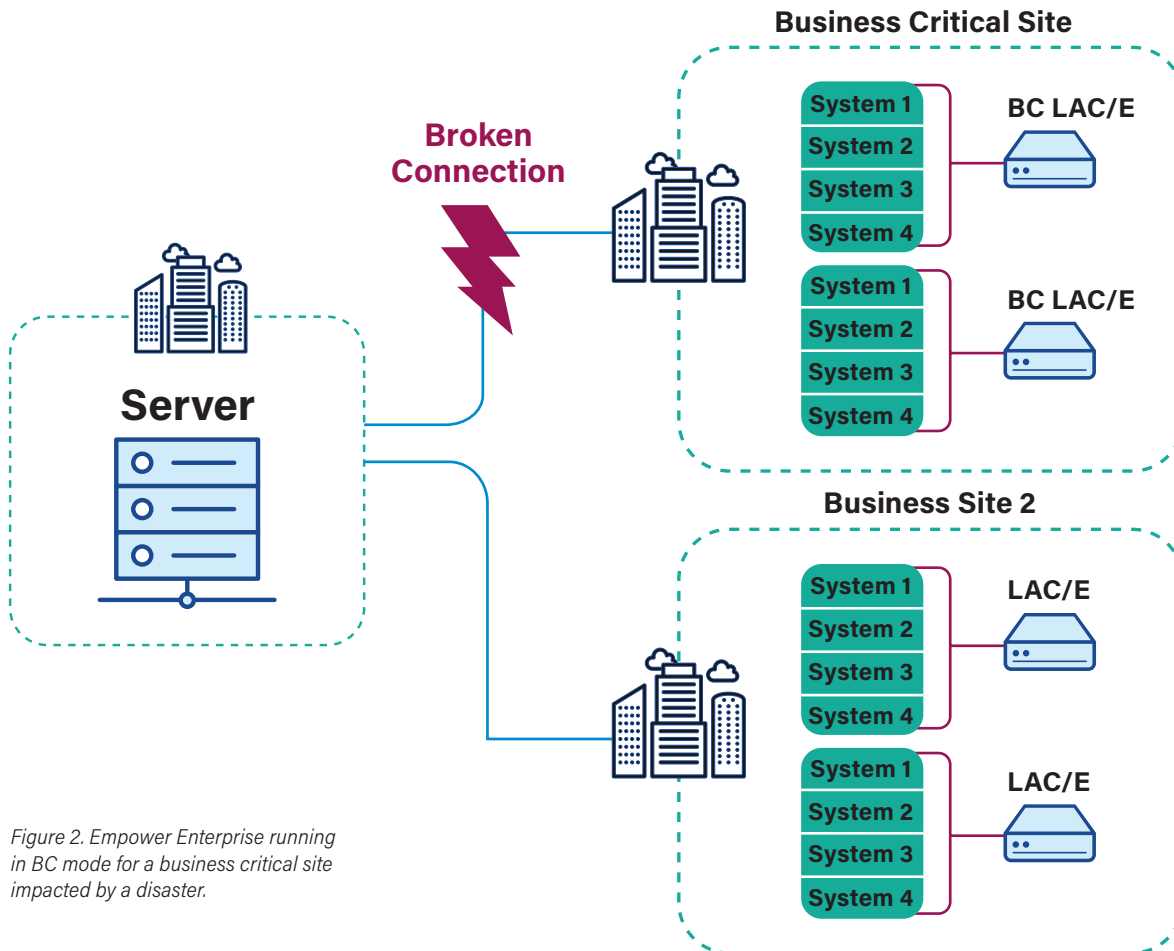 Business Critical Site
System 1
System 2
System 3
System 4
BC LAC/E
System 1
System 2
System 3
System 4
BC LAC/E
Broken
Connection
Server
Business Site 2
System 1
System 2
System 3
System 4
LAC/E
System 1
System 2
System 3
System 4
LAC/E
Figure 2. Empower Enterprise running
in BC mode for a business critical site
impacted by a disaster.